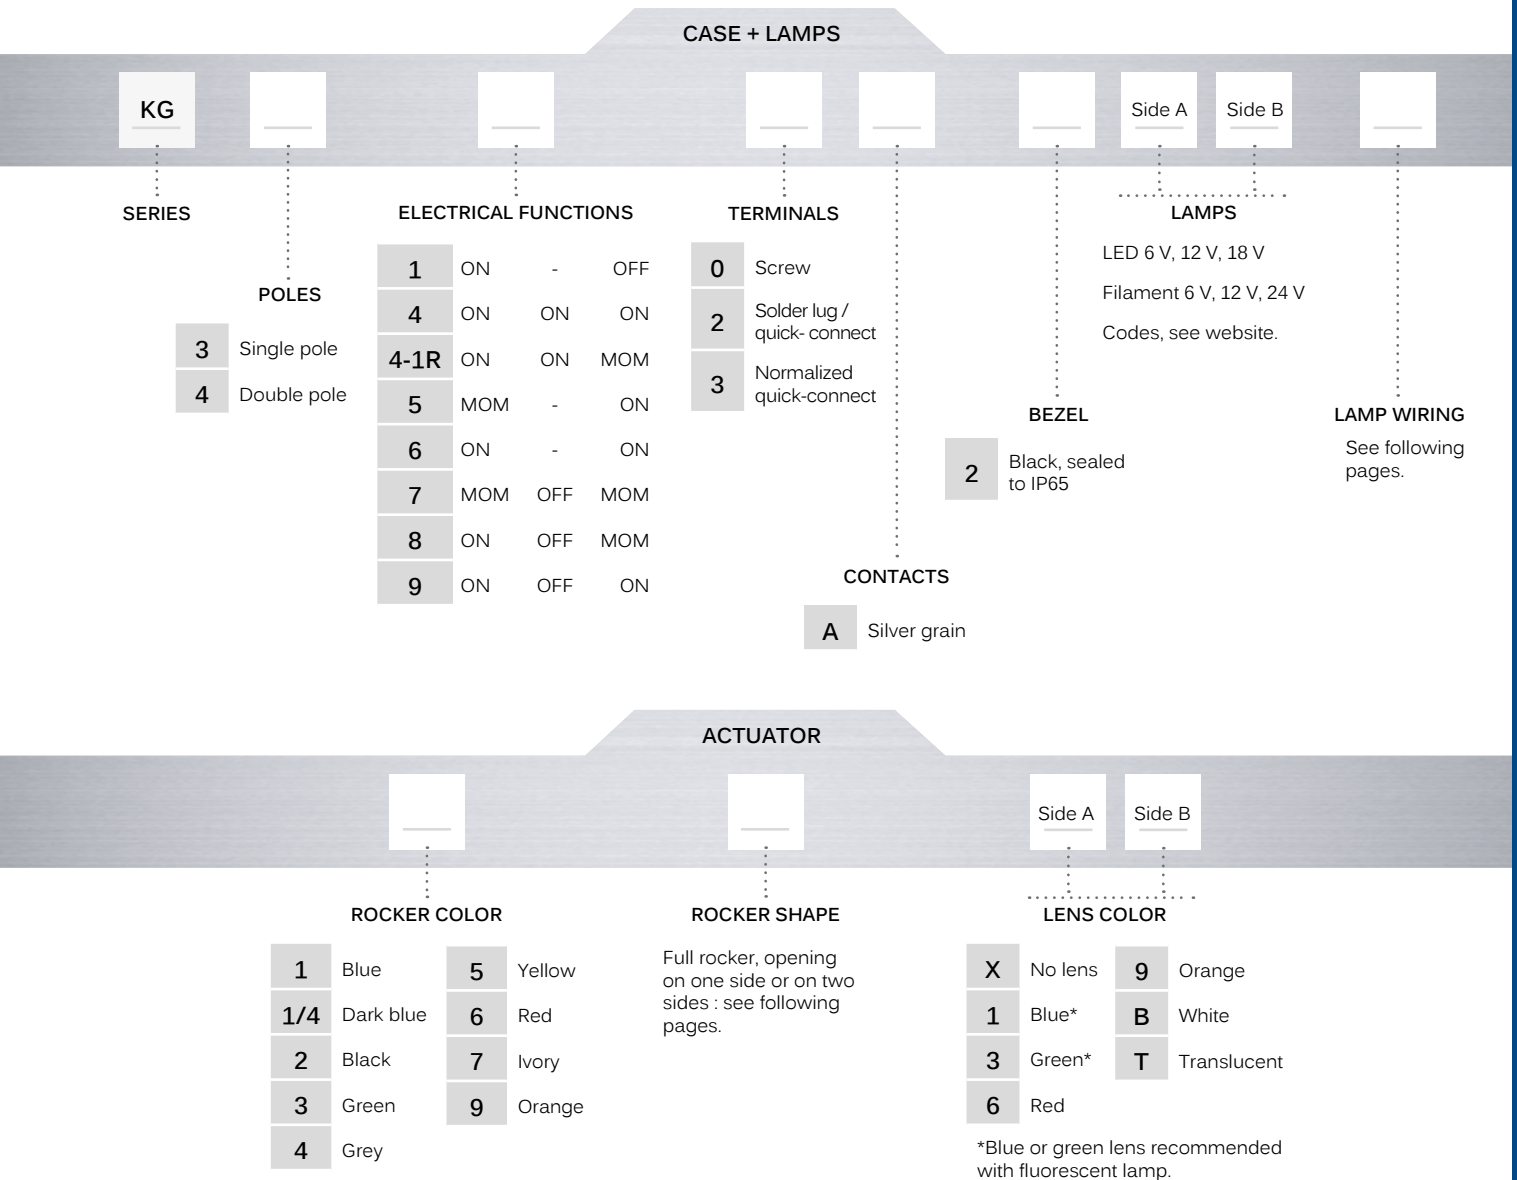 CASE + LAMPS
KG
Side A
Side B
SERIES
POLES
3 Single pole
4 Double pole
ELECTRICAL FUNCTIONS
1 ON - OFF
4 ON ON ON
4-1R ON ON MOM
5 MOM - ON
6 ON - ON
7 MOM OFF MOM
8 ON OFF MOM
9 ON OFF ON
TERMINALS
0 Screw
2 Solder lug /
quick- connect
3 Normalized
quick-connect
CONTACTS
A Silver grain
BEZEL
2 Black, sealed
to IP65
LAMPS
LED 6 V, 12 V, 18 V
Filament 6 V, 12 V, 24 V
Codes, see website.
LAMP WIRING
See following
pages.
ACTUATOR
Side A
Side B
ROCKER COLOR
1 Blue
1/4 Dark blue
2 Black
3 Green
4 Grey
5 Yellow
6 Red
7 Ivory
9 Orange
ROCKER SHAPE
Full rocker, opening
on one side or on two
sides : see following
pages.
LENS COLOR
X No lens
1 Blue*
3 Green*
6 Red
9 Orange
B White
T Translucent
*Blue or green lens recommended
with fluorescent lamp.